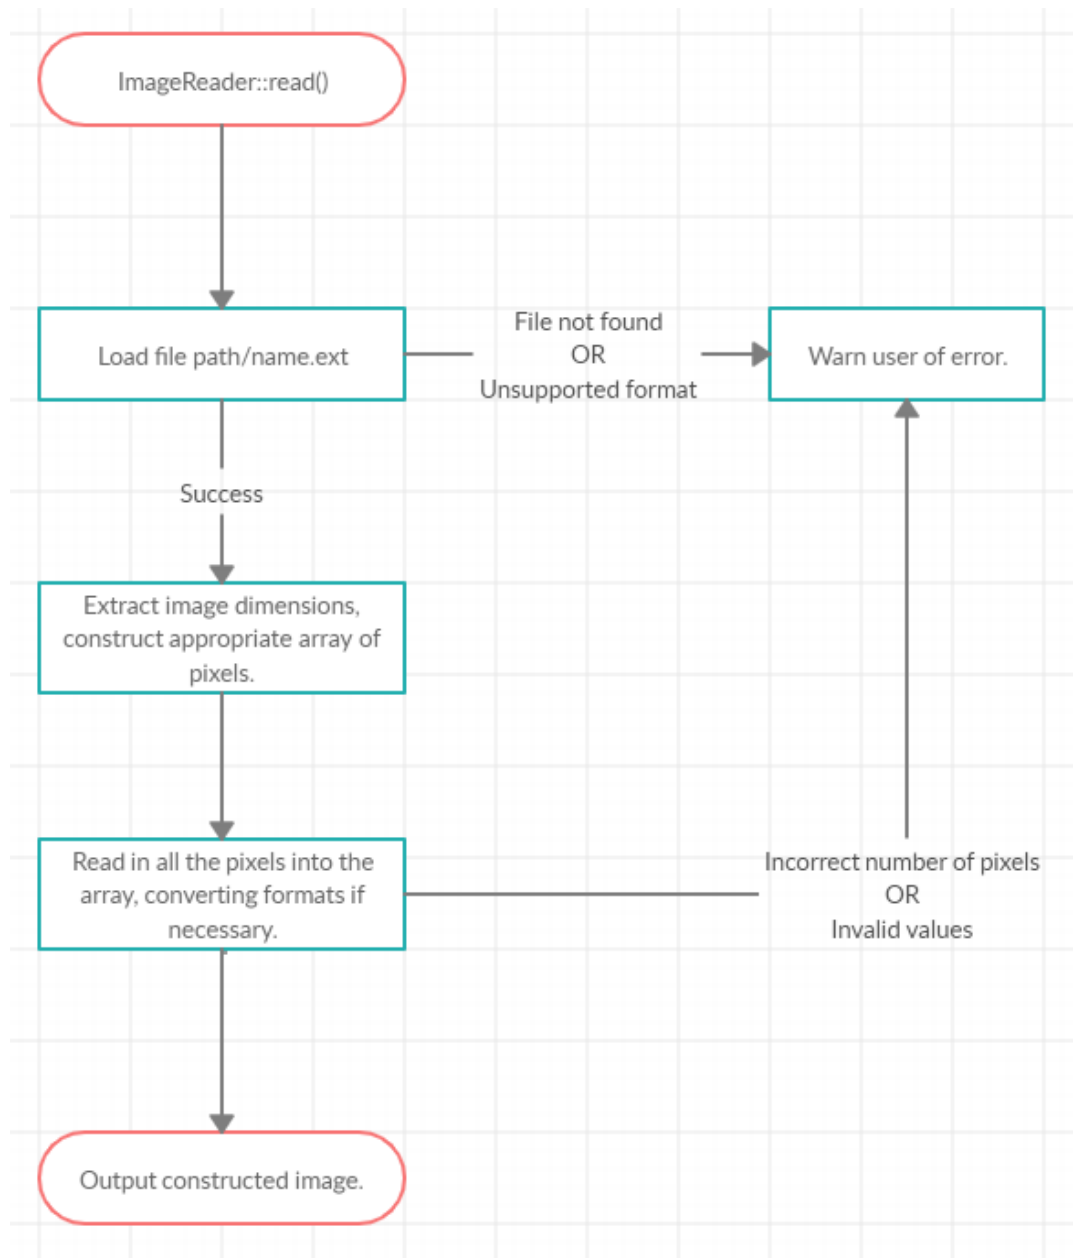 ImageReader::read()
Load file path/name.ext
File not found
OR
Unsupported format
Warn user of error.
Success
Extract image dimensions,
construct appropriate array of
pixels.
Read in all the pixels into the
array, converting formats if
necessary.
Incorrect number of pixels
OR
Invalid values
Output constructed image.